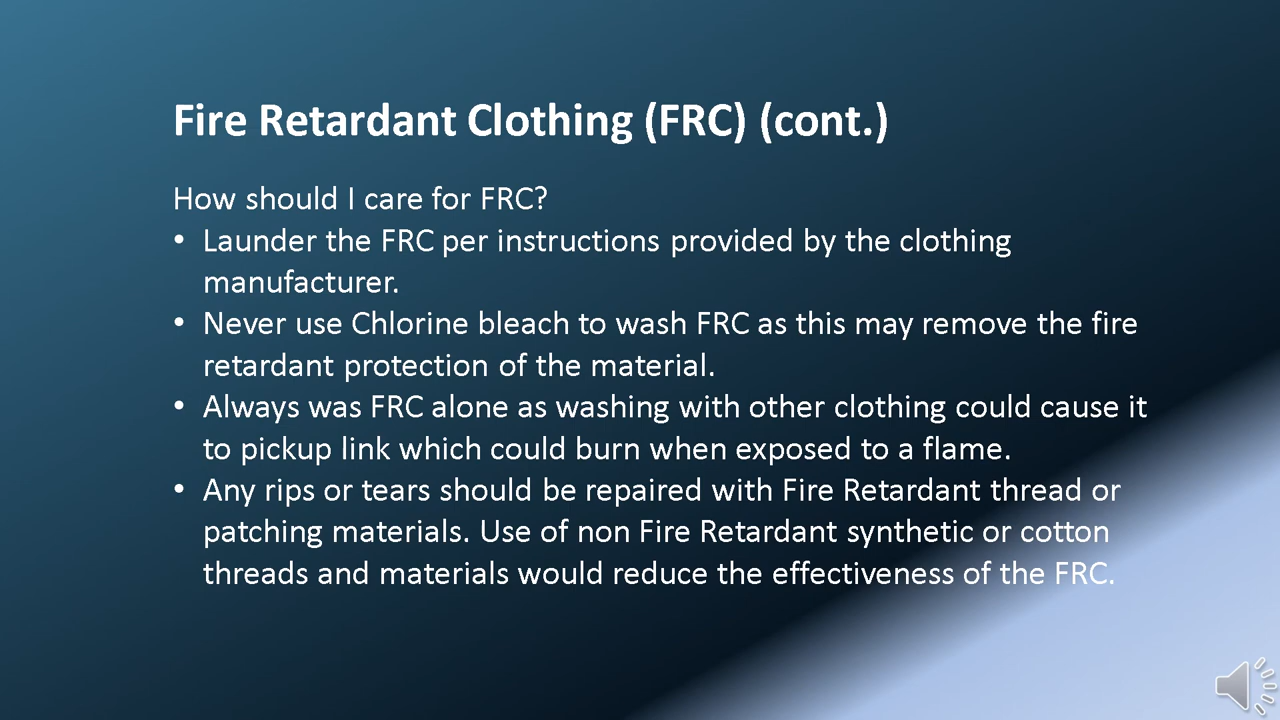 Fire Retardant Clothing (FRC) (cont.)
How should I care for FRC?
• Launder the FRC per instructions provided by the clothing
manufacturer.
• Never use Chlorine bleach to wash FRC as this may remove the fire
retardant protection of the material.
• Always was FRC alone as washing with other clothing could cause it
to pickup link which could burn when exposed to a flame.
• Any rips or tears should be repaired with Fire Retardant thread or
patching materials. Use of non Fire Retardant synthetic or cotton
threads and materials would reduce the effectiveness of the FRC.